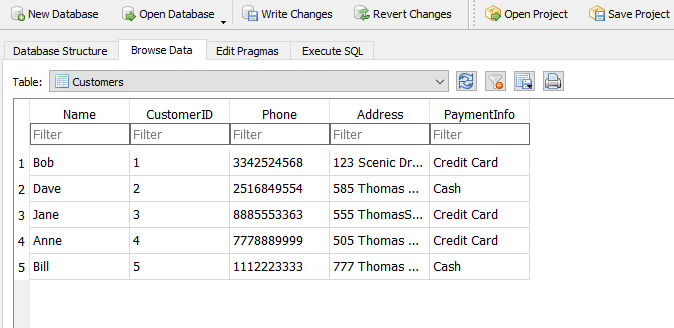 New Database Open Database Write Changes Revert Changes Open Project Save Project
Database Structure Browse Data Edit Pragmas Execute SQL
Table: Customers
Name CustomerID Phone Address PaymentInfo
Filter Filter Filter Filter Filter
1 Bob 1 3342524568 123 Scenic Dr... Credit Card
2 Dave 2 2516849554 585 Thomas ... Cash
3 Jane 3 8885553363 555 ThomasS... Credit Card
4 Anne 4 7778889999 505 Thomas ... Credit Card
5 Bill 5 1112223333 777 Thomas ... Cash